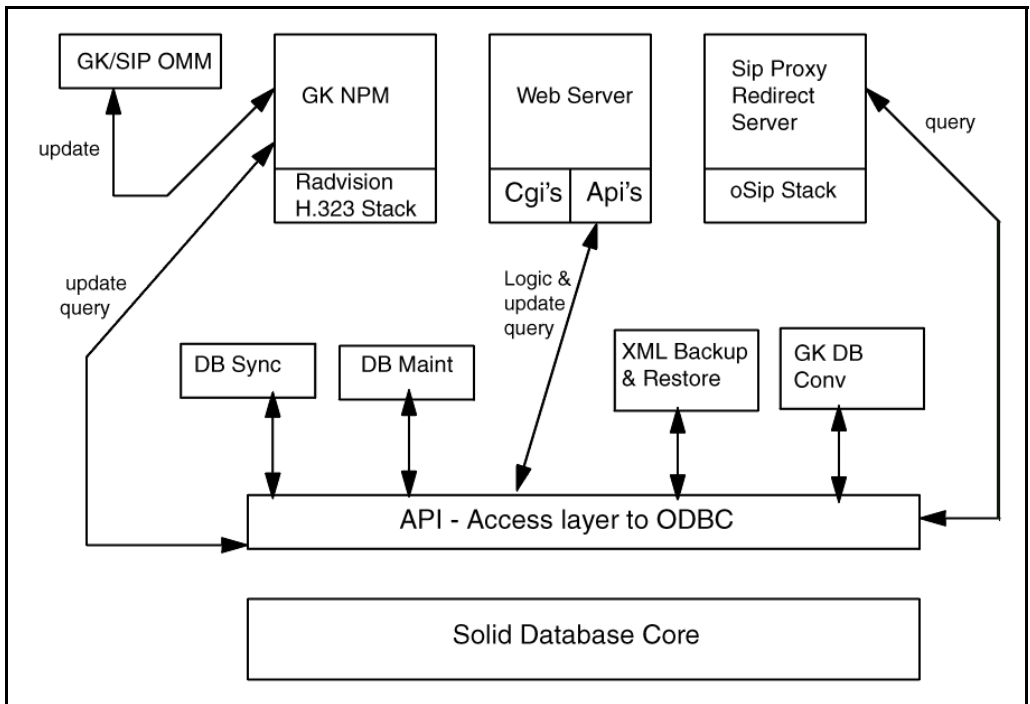 GK/SIP OMM
GK NPM
Web Server
Sip Proxy
Redirect
Server
query
update
Radvision
H.323 Stack
Cgi's
Api's
oSip Stack
update
query
Logic &
update
query
DB Sync
DB Maint
XML Backup
& Restore
GK DB
Conv
API - Access layer to ODBC
Solid Database Core